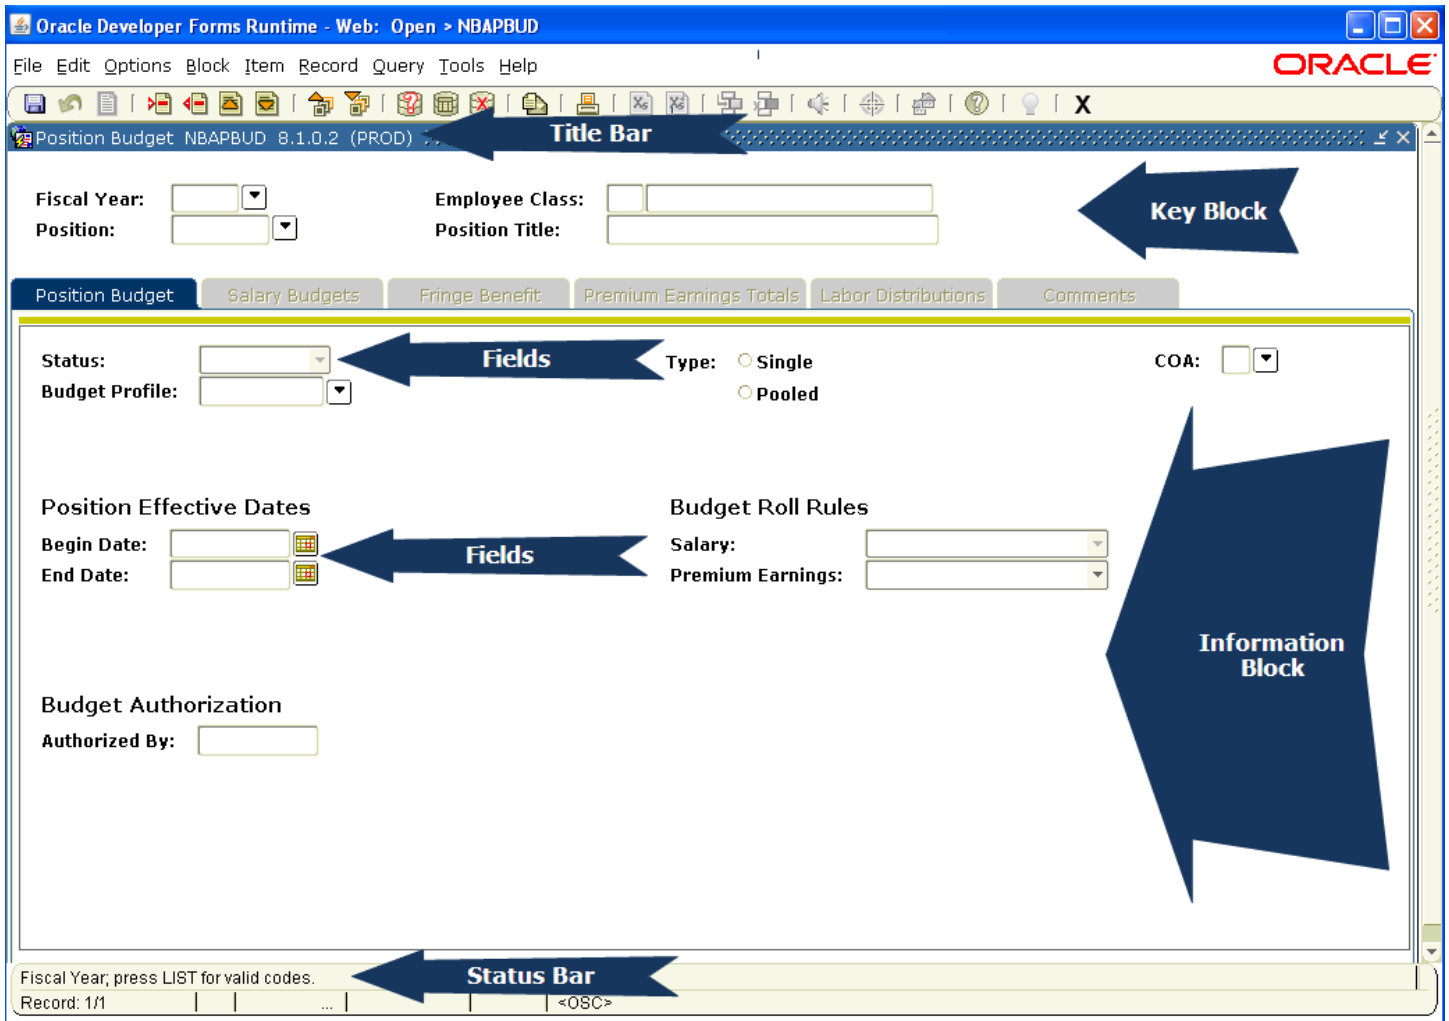 Oracle Developer Forms Runtime - Web: Open > NBAPBUD
File Edit Options Block Item Record Query Tools Help
ORACLE
X
Position Budget NBAPBUD 8.1.0.2 (PROD)
Title Bar
Fiscal Year:
Employee Class:
Position:
Position Title:
Key Block
Position Budget
Salary Budgets
Fringe Benefit
Premium Earnings Totals
Labor Distributions
Comments
Status:
Fields
Type:
Single
COA:
Budget Profile:
Pooled
Position Effective Dates
Budget Roll Rules
Begin Date:
Fields
Salary:
End Date:
Premium Earnings:
Information
Block
Budget Authorization
Authorized By:
Fiscal Year; press LIST for valid codes.
Status Bar
Record: 1/1
...
<OSC>